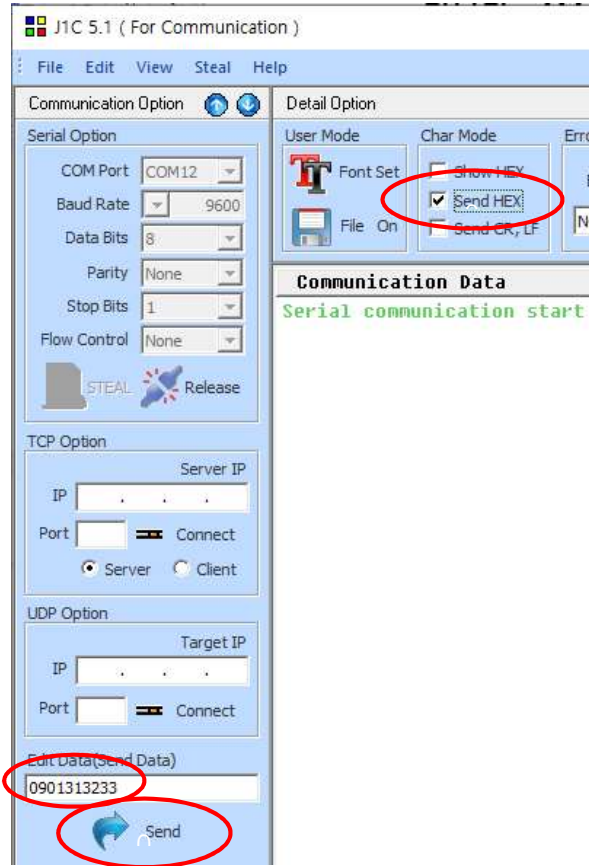 J1C 5.1 ( For Communication )
File Edit View Steal Help
Communication Option
Serial Option
COM Port COM12
Baud Rate 9600
Data Bits 8
Parity None
Stop Bits 1
Flow Control None
STEAL Release
TCP Option
Server IP
IP . . .
Port Connect
Server Client
UDP Option
Target IP
IP . . .
Port Connect
Edit Data(Send Data)
0901313233
Send
Detail Option
User Mode Char Mode
Font Set Show HEX
Send HEX
File On Send CR, LF
Communication Data
Serial communication start